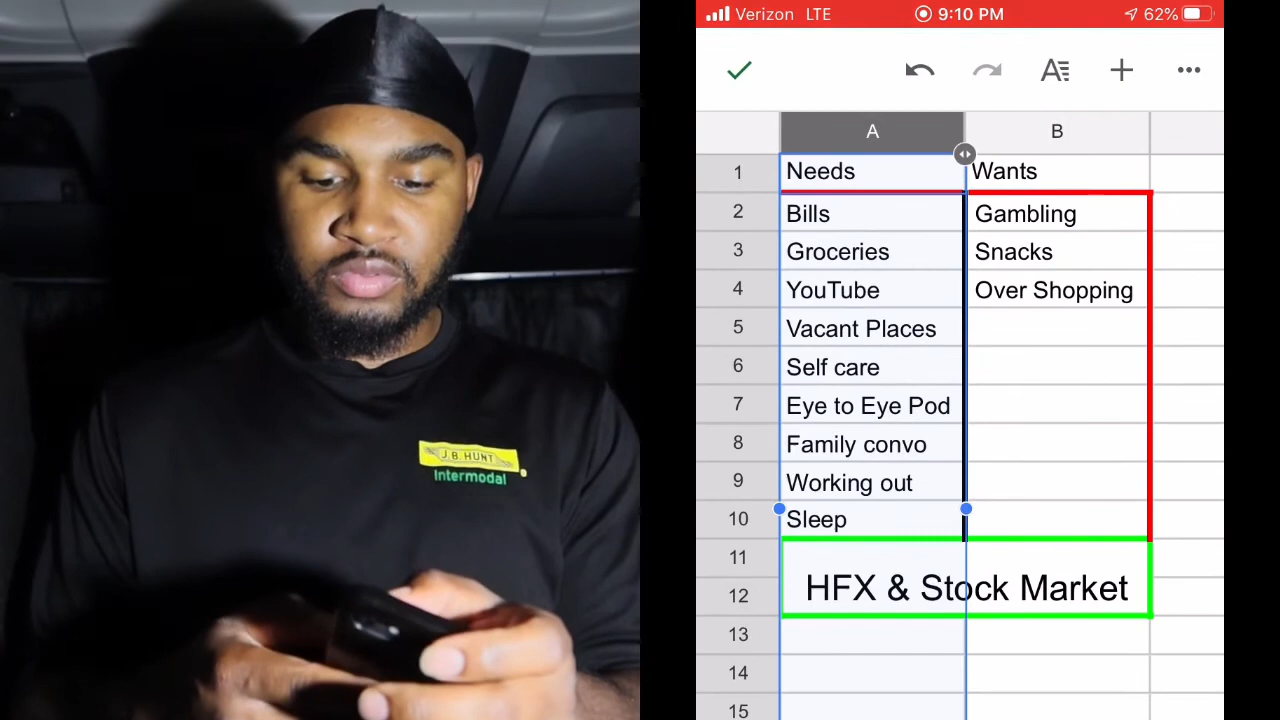 J.B. HUNT
Intermodal
Verizon LTE 9:10 PM 62%
A B
1 Needs Wants
2 Bills Gambling
3 Groceries Snacks
4 YouTube Over Shopping
5 Vacant Places
6 Self care
7 Eye to Eye Pod
8 Family convo
9 Working out
10 Sleep
11
HFX & Stock Market
12
13
14
15